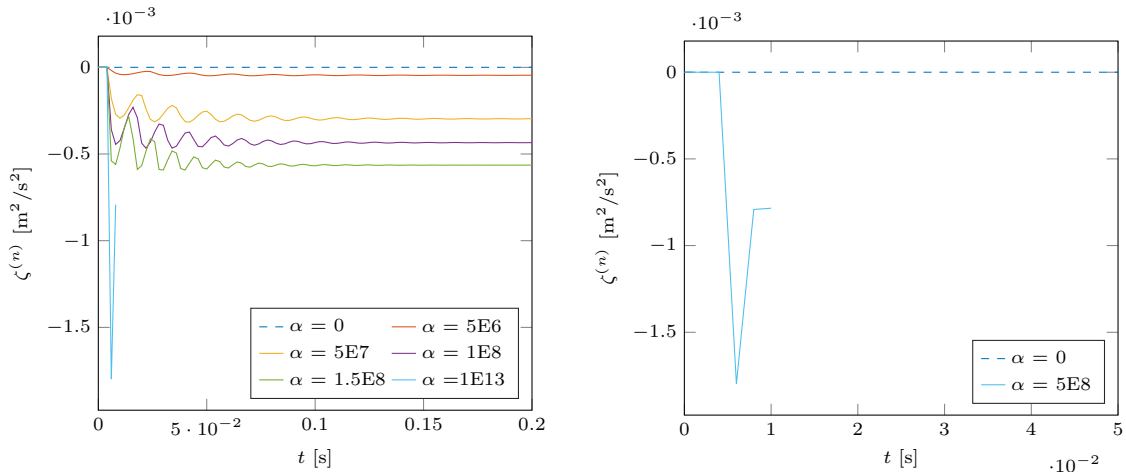 ·10⁻³
0
−0.5
−1
−1.5
ζ⁽ⁿ⁾ [m²/s²]
α = 0
α = 5E6
α = 5E7
α = 1E8
α = 1.5E8
α =1E13
0
5·10⁻²
0.1
0.15
0.2
t [s]
·10⁻³
0
−0.5
−1
−1.5
ζ⁽ⁿ⁾ [m²/s²]
α = 0
α = 5E8
0
1
2
3
4
5
t [s]
·10⁻²